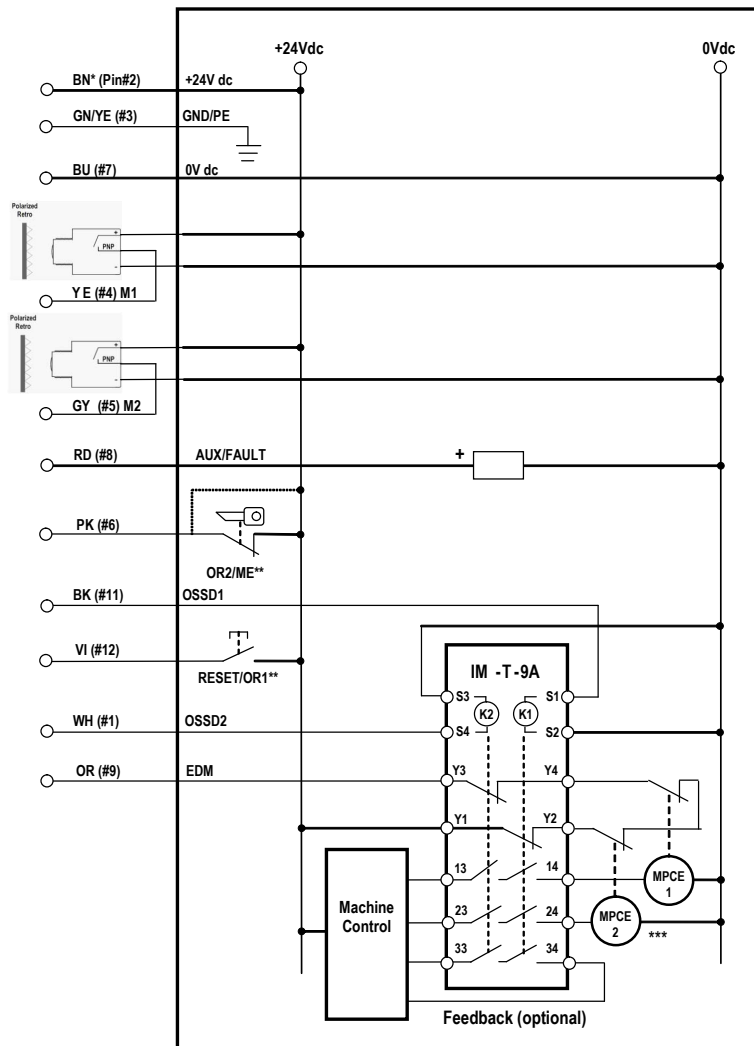 +24Vdc
0Vdc
BN* (Pin#2) +24V dc
GN/YE (#3) GND/PE
BU (#7) 0V dc
Polarized
Retro
+
PNP
-
YE (#4) M1
Polarized
Retro
+
PNP
-
GY (#5) M2
RD (#8) AUX/FAULT +
PK (#6)
OR2/ME**
BK (#11) OSSD1
VI (#12)
RESET/OR1**
IM -T-9A
S3 K2 K1 S1
WH (#1) OSSD2 S4 S2
OR (#9) EDM Y3 Y4
Y1 Y2
Machine
Control
13 14
MPCE
1
23 24
MPCE
2
***
33 34
Feedback (optional)